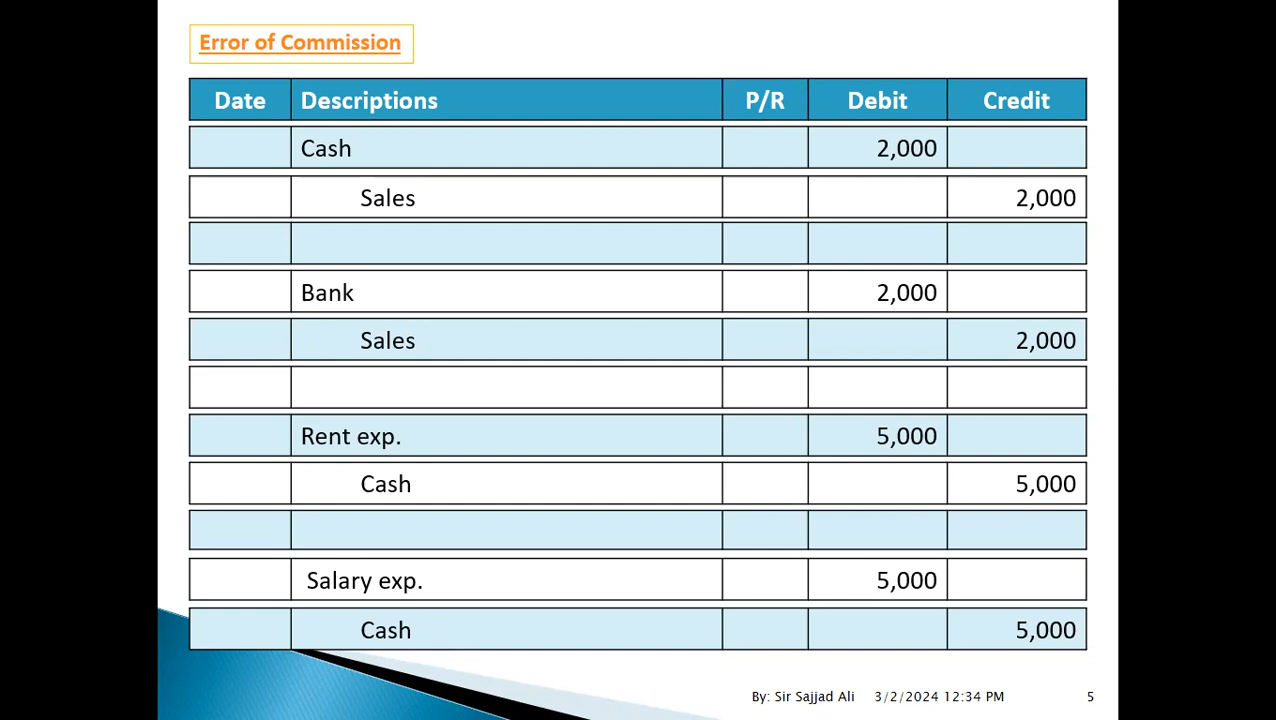 Error of Commission
Date Descriptions P/R Debit Credit
Cash 2,000
Sales 2,000
Bank 2,000
Sales 2,000
Rent exp. 5,000
Cash 5,000
Salary exp. 5,000
Cash 5,000
By: Sir Sajjad Ali 3/2/2024 12:34 PM 5